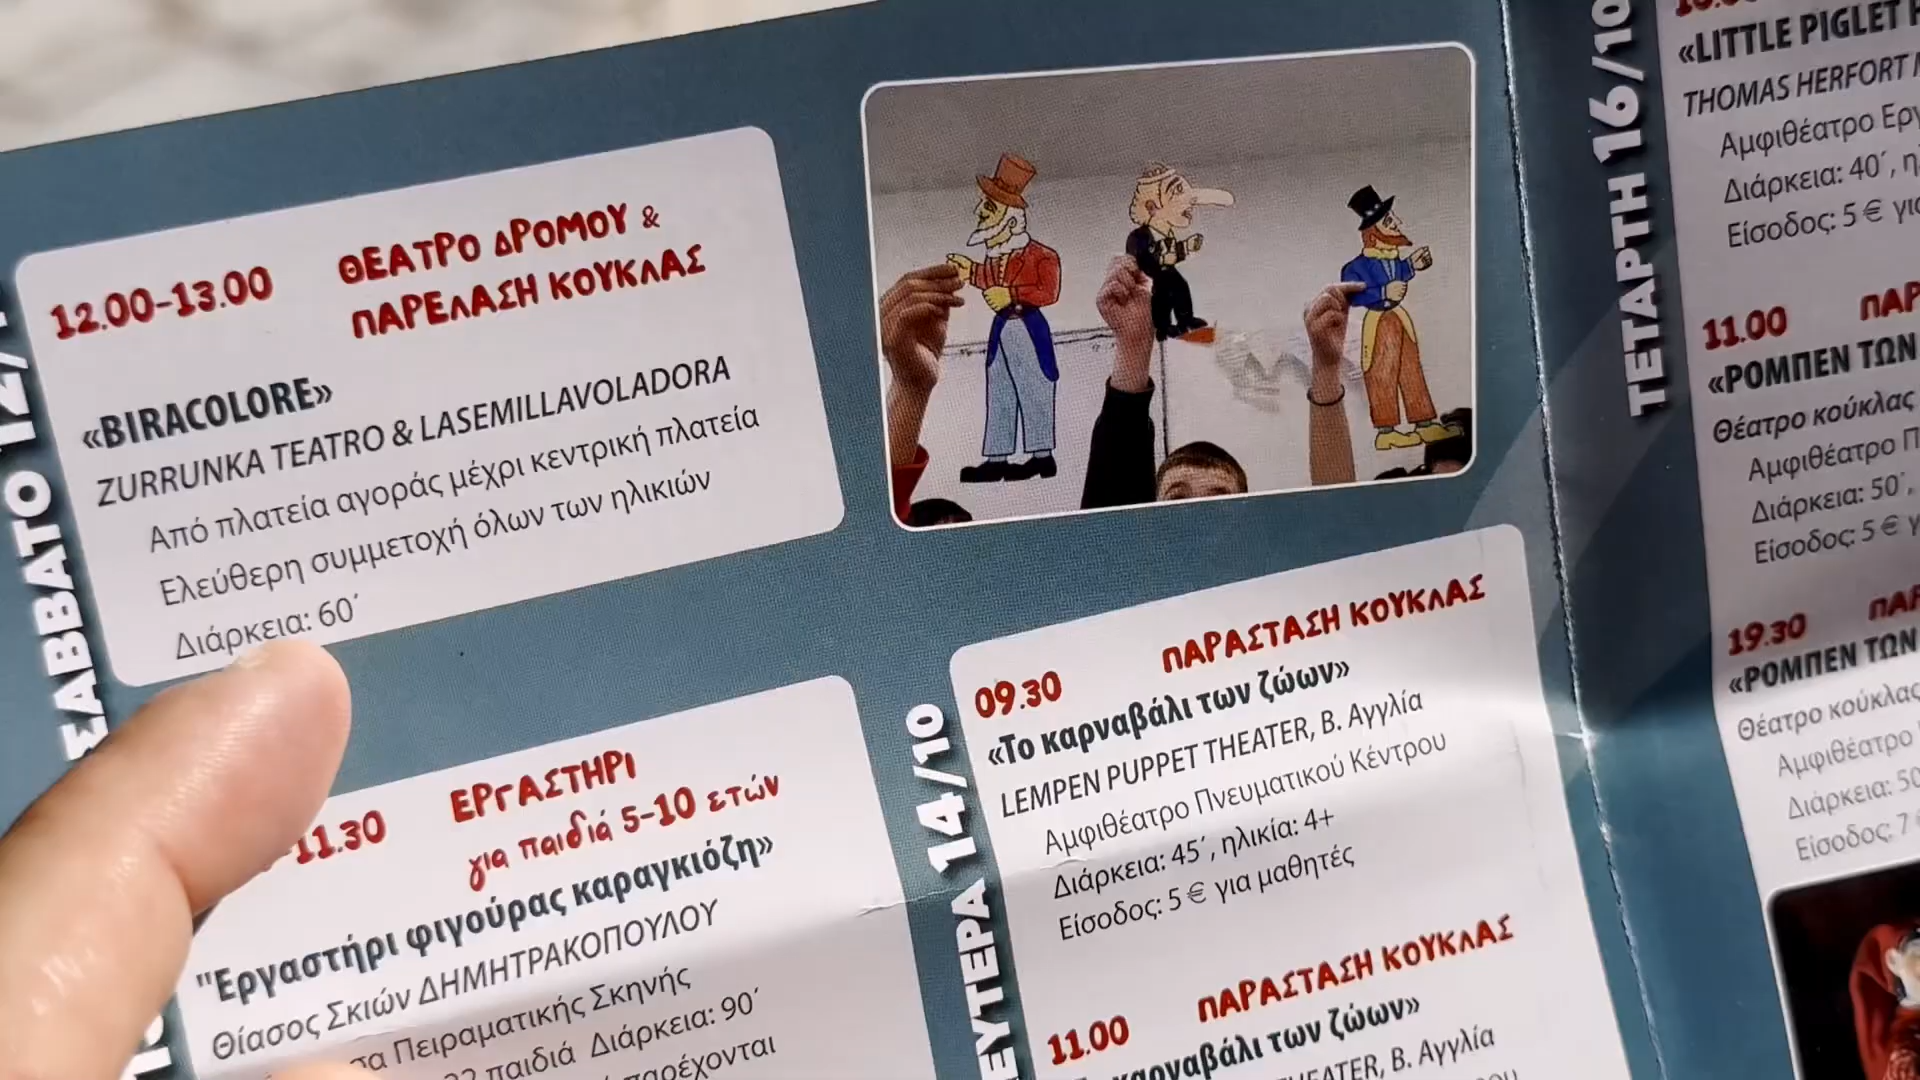 ΣΑΒΒΑΤΟ 12/1
12.00-13.00 ΘΕΑΤΡΟ ΔΡΟΜΟΥ &
ΠΑΡΕΛΑΣΗ ΚΟΥΚΛΑΣ
«BIRACOLORE»
ZURRUNKA TEATRO & LASEMILLAVOLADORA
Από πλατεία αγοράς μέχρι κεντρική πλατεία
Ελεύθερη συμμετοχή όλων των ηλικιών
Διάρκεια: 60΄
11.30 ΕΡΓΑΣΤΗΡΙ
για παιδιά 5-10 ετών
"Εργαστήρι φιγούρας καραγκιόζη»
Θίασος Σκιών ΔΗΜΗΤΡΑΚΟΠΟΥΛΟΥ
Πειραματικής Σκηνής
παιδιά Διάρκεια: 90΄
παρέχονται
ΔΕΥΤΕΡΑ 14/10
09.30 ΠΑΡΑΣΤΑΣΗ ΚΟΥΚΛΑΣ
«Το καρναβάλι των ζώων»
LEMPEN PUPPET THEATER, Β. Αγγλία
Αμφιθέατρο Πνευματικού Κέντρου
Διάρκεια: 45΄, ηλικία: 4+
Είσοδος: 5 € για μαθητές
11.00 ΠΑΡΑΣΤΑΣΗ ΚΟΥΚΛΑΣ
καρναβάλι των ζώων»
THEATER, Β. Αγγλία
ΤΕΤΑΡΤΗ 16/10
«LITTLE PIGLET
THOMAS HERFORT
Αμφιθέατρο
Διάρκεια: 40΄,
Είσοδος: 5 €
11.00
«ΡΟΜΠΕΝ ΤΩΝ
Θέατρο κούκλας
Αμφιθέατρο
Διάρκεια: 50΄,
Είσοδος: 5 €
19.30
«ΡΟΜΠΕΝ ΤΩΝ
Θέατρο κούκλας
Αμφιθέατρο
Διάρκεια: 50
Είσοδος: 7